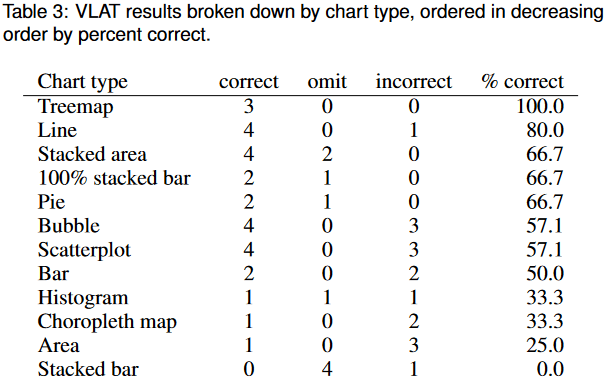 Table 3: VLAT results broken down by chart type, ordered in decreasing
order by percent correct.
Chart type correct omit incorrect % correct
Treemap 3 0 0 100.0
Line 4 0 1 80.0
Stacked area 4 2 0 66.7
100% stacked bar 2 1 0 66.7
Pie 2 1 0 66.7
Bubble 4 0 3 57.1
Scatterplot 4 0 3 57.1
Bar 2 0 2 50.0
Histogram 1 1 1 33.3
Choropleth map 1 0 2 33.3
Area 1 0 3 25.0
Stacked bar 0 4 1 0.0